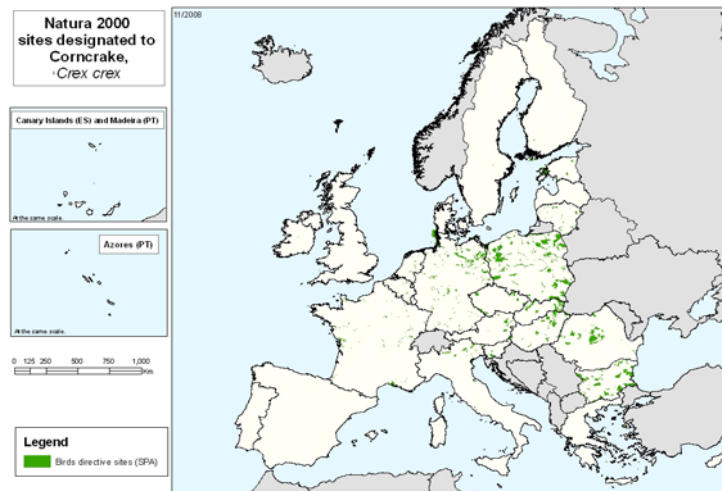 Natura 2000
sites designated to
Corncrake,
Crex crex
11/2008
Canary Islands (ES) and Madeira (PT)
At the same scale.
Azores (PT)
At the same scale.
0 125 250 500 750 1,000
Km
Legend
Birds directive sites (SPA)